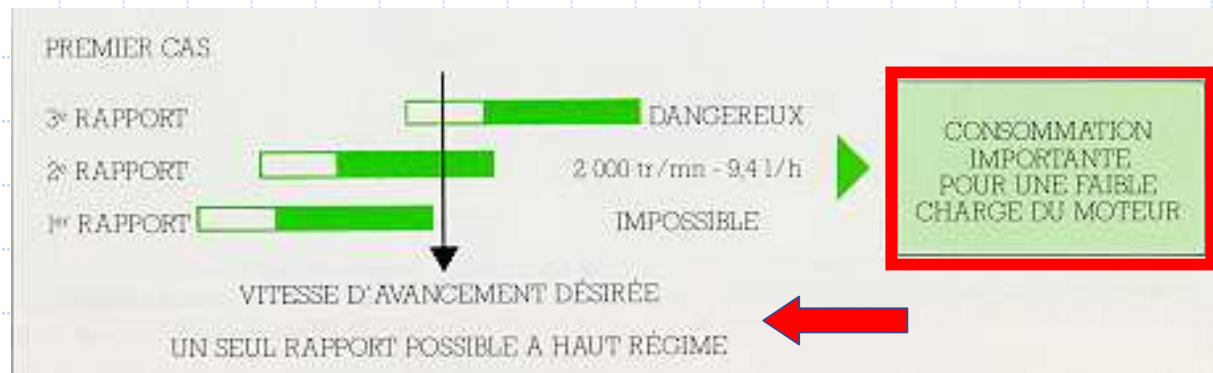 PREMIER CAS
3e RAPPORT DANGEREUX
2e RAPPORT 2 000 tr/mn - 9,4 l/h
1er RAPPORT IMPOSSIBLE
CONSOMMATION
IMPORTANTE
POUR UNE FAIBLE
CHARGE DU MOTEUR
VITESSE D'AVANCEMENT DÉSIRÉE
UN SEUL RAPPORT POSSIBLE A HAUT RÉGIME